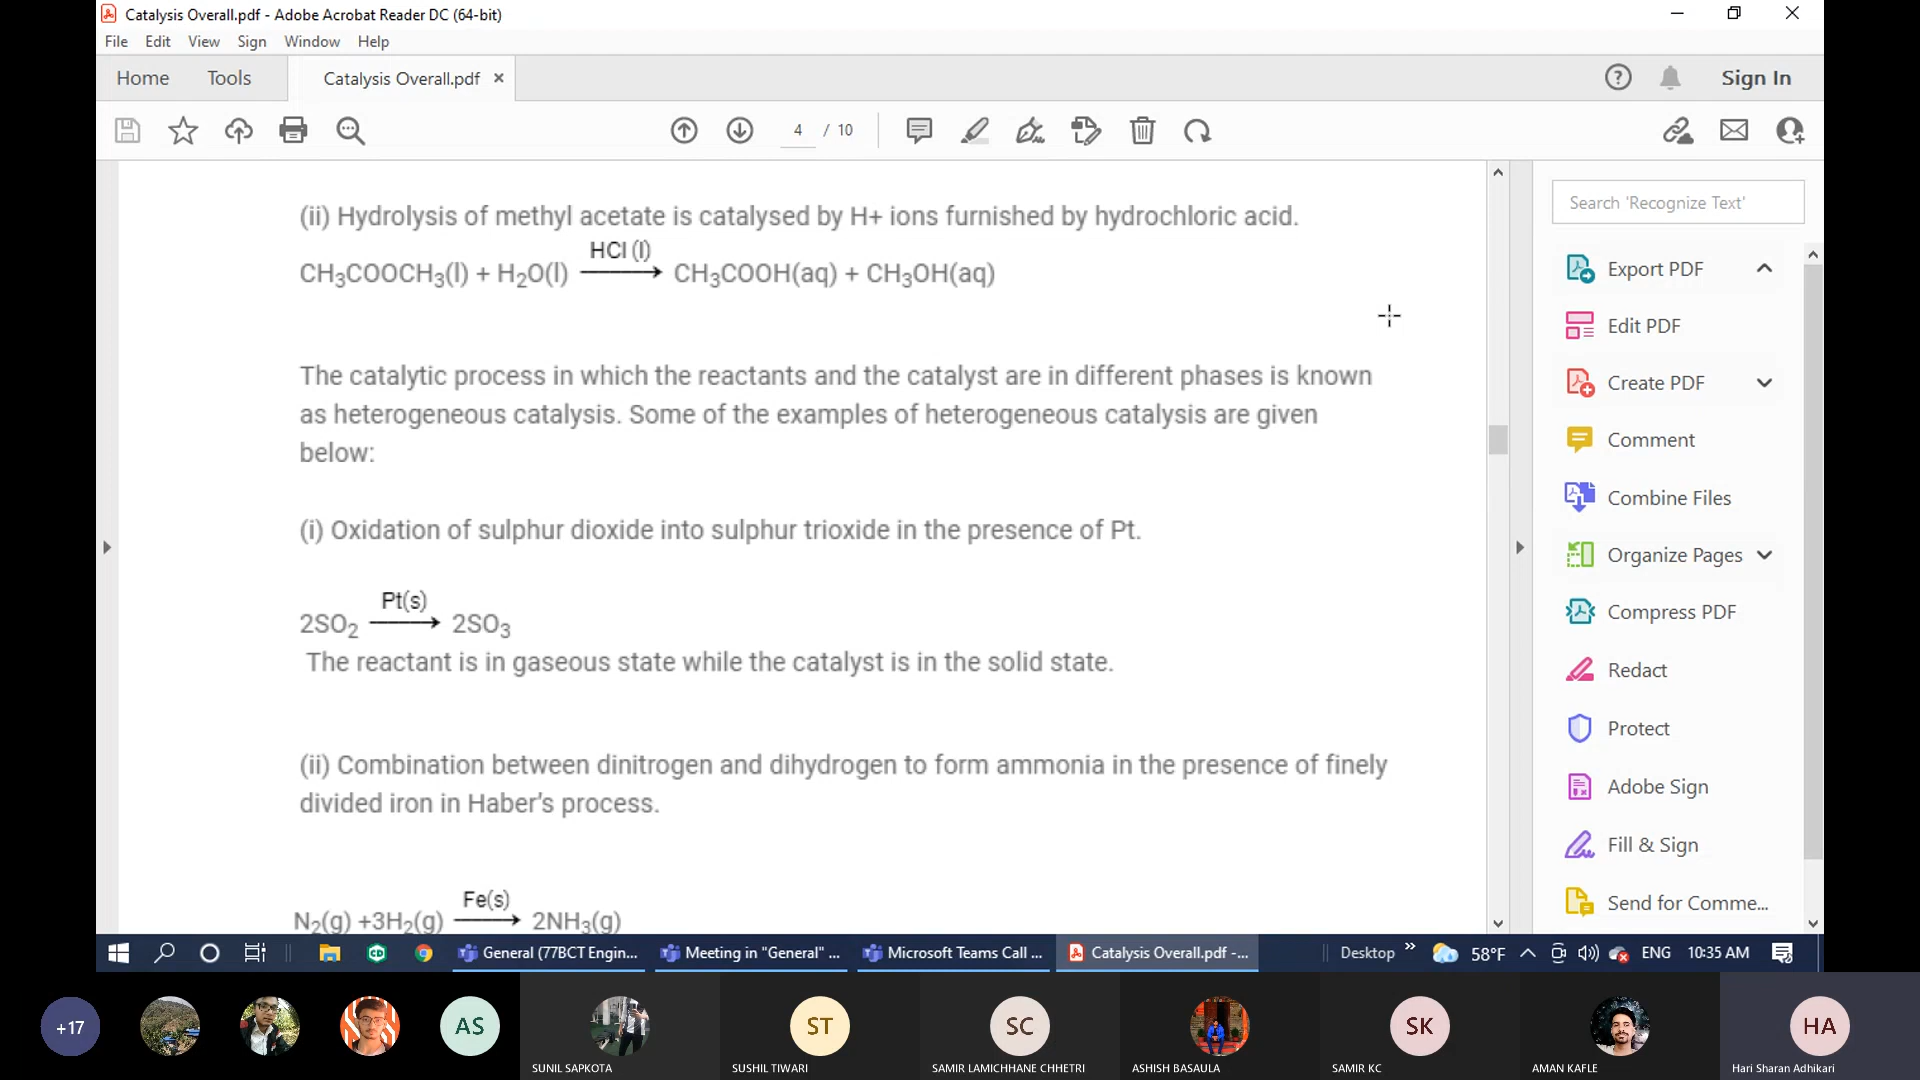 Catalysis Overall.pdf - Adobe Acrobat Reader DC (64-bit)
File Edit View Sign Window Help
Home Tools Catalysis Overall.pdf × Sign In
4 / 10
(ii) Hydrolysis of methyl acetate is catalysed by H+ ions furnished by hydrochloric acid.
HCl (l)
CH₃COOCH₃(l) + H₂O(l) ⟶ CH₃COOH(aq) + CH₃OH(aq)
The catalytic process in which the reactants and the catalyst are in different phases is known
as heterogeneous catalysis. Some of the examples of heterogeneous catalysis are given
below:
(i) Oxidation of sulphur dioxide into sulphur trioxide in the presence of Pt.
Pt(s)
2SO₂ ⟶ 2SO₃
The reactant is in gaseous state while the catalyst is in the solid state.
(ii) Combination between dinitrogen and dihydrogen to form ammonia in the presence of finely
divided iron in Haber's process.
Fe(s)
N₂(g) +3H₂(g) ⟶ 2NH₃(g)
Search 'Recognize Text'
Export PDF
Edit PDF
Create PDF
Comment
Combine Files
Organize Pages
Compress PDF
Redact
Protect
Adobe Sign
Fill & Sign
Send for Comme...
General (77BCT Engin... Meeting in "General" ... Microsoft Teams Call ... Catalysis Overall.pdf -... Desktop » 58°F ENG 10:35 AM
+17 AS ST SC SK HA
SUNIL SAPKOTA SUSHIL TIWARI SAMIR LAMICHHANE CHHETRI ASHISH BASAULA SAMIR KC AMAN KAFLE Hari Sharan Adhikari